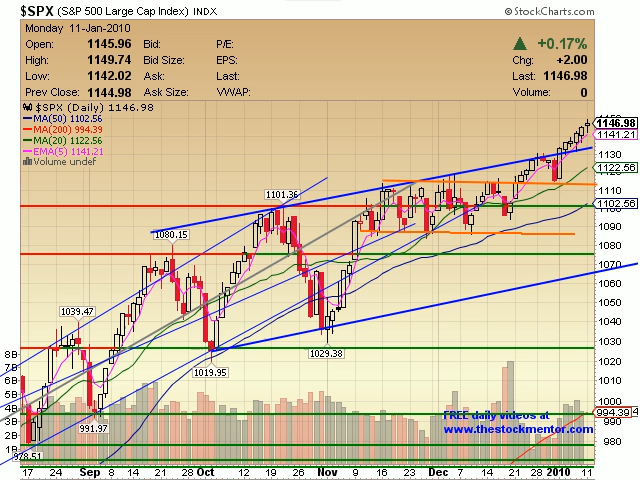 $SPX (S&P 500 Large Cap Index) INDX © StockCharts.com
Monday 11-Jan-2010
Open: 1145.96 Bid: P/E: +0.17%
High: 1149.74 Bid Size: EPS: Chg: +2.00
Low: 1142.02 Ask: Last: Last: 1146.98
Prev Close: 1144.98 Ask Size: VWAP: Volume: 0
$SPX (Daily) 1146.98
MA(50) 1102.56
MA(200) 994.39
MA(20) 1122.56
EMA(5) 1141.21
Volume undef
1146.98
1141.21
1130
1122.56
1110
1102.56
1090
1080
1070
1060
1050
1040
1030
1020
1010
1000
994.39
990
980
1101.36
1080.15
1039.47
1029.38
1019.95
991.97
978.51
8B
7B
6B
5B
4B
3B
2B
1B
FREE daily videos at
www.thestockmentor.com
17 24 Sep 8 14 21 28 Oct 12 19 26 Nov 9 16 23 Dec 7 14 21 28 2010 11